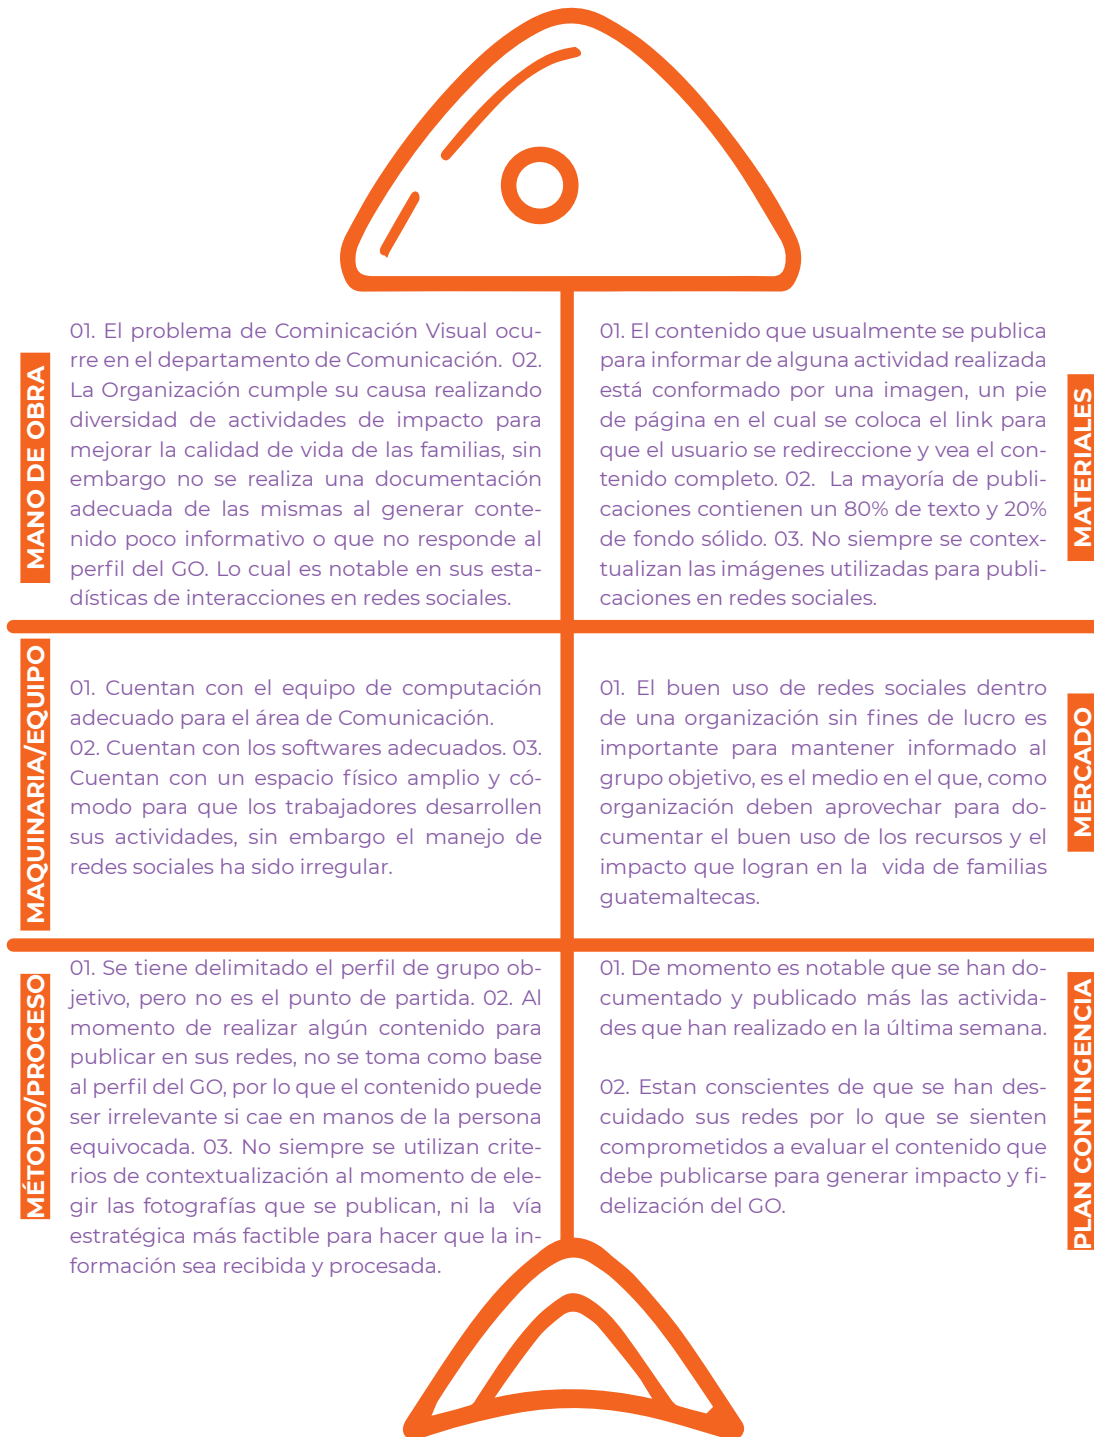 MANO DE OBRA
01. El problema de Cominicación Visual ocu-
rre en el departamento de Comunicación. 02.
La Organización cumple su causa realizando
diversidad de actividades de impacto para
mejorar la calidad de vida de las familias, sin
embargo no se realiza una documentación
adecuada de las mismas al generar conte-
nido poco informativo o que no responde al
perfil del GO. Lo cual es notable en sus esta-
dísticas de interacciones en redes sociales.
MATERIALES
01. El contenido que usualmente se publica
para informar de alguna actividad realizada
está conformado por una imagen, un pie
de página en el cual se coloca el link para
que el usuario se redireccione y vea el con-
tenido completo. 02. La mayoría de publi-
caciones contienen un 80% de texto y 20%
de fondo sólido. 03. No siempre se contex-
tualizan las imágenes utilizadas para publi-
caciones en redes sociales.
MAQUINARIA/EQUIPO
01. Cuentan con el equipo de computación
adecuado para el área de Comunicación.
02. Cuentan con los softwares adecuados. 03.
Cuentan con un espacio físico amplio y có-
modo para que los trabajadores desarrollen
sus actividades, sin embargo el manejo de
redes sociales ha sido irregular.
MERCADO
01. El buen uso de redes sociales dentro
de una organización sin fines de lucro es
importante para mantener informado al
grupo objetivo, es el medio en el que, como
organización deben aprovechar para do-
cumentar el buen uso de los recursos y el
impacto que logran en la vida de familias
guatemaltecas.
MÉTODO/PROCESO
01. Se tiene delimitado el perfil de grupo ob-
jetivo, pero no es el punto de partida. 02. Al
momento de realizar algún contenido para
publicar en sus redes, no se toma como base
al perfil del GO, por lo que el contenido puede
ser irrelevante si cae en manos de la persona
equivocada. 03. No siempre se utilizan crite-
rios de contextualización al momento de ele-
gir las fotografías que se publican, ni la vía
estratégica más factible para hacer que la in-
formación sea recibida y procesada.
PLAN CONTINGENCIA
01. De momento es notable que se han do-
cumentado y publicado más las activida-
des que han realizado en la última semana.
02. Estan conscientes de que se han des-
cuidado sus redes por lo que se sienten
comprometidos a evaluar el contenido que
debe publicarse para generar impacto y fi-
delización del GO.